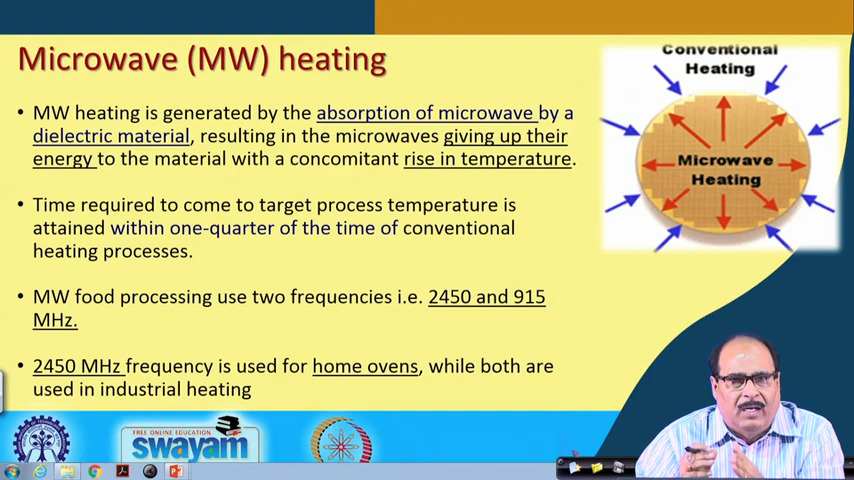 Microwave (MW) heating
• MW heating is generated by the absorption of microwave by a
dielectric material, resulting in the microwaves giving up their
energy to the material with a concomitant rise in temperature.
• Time required to come to target process temperature is
attained within one-quarter of the time of conventional
heating processes.
• MW food processing use two frequencies i.e. 2450 and 915
MHz.
• 2450 MHz frequency is used for home ovens, while both are
used in industrial heating
Conventional
Heating
Microwave
Heating
FREE ONLINE EDUCATION
swayam